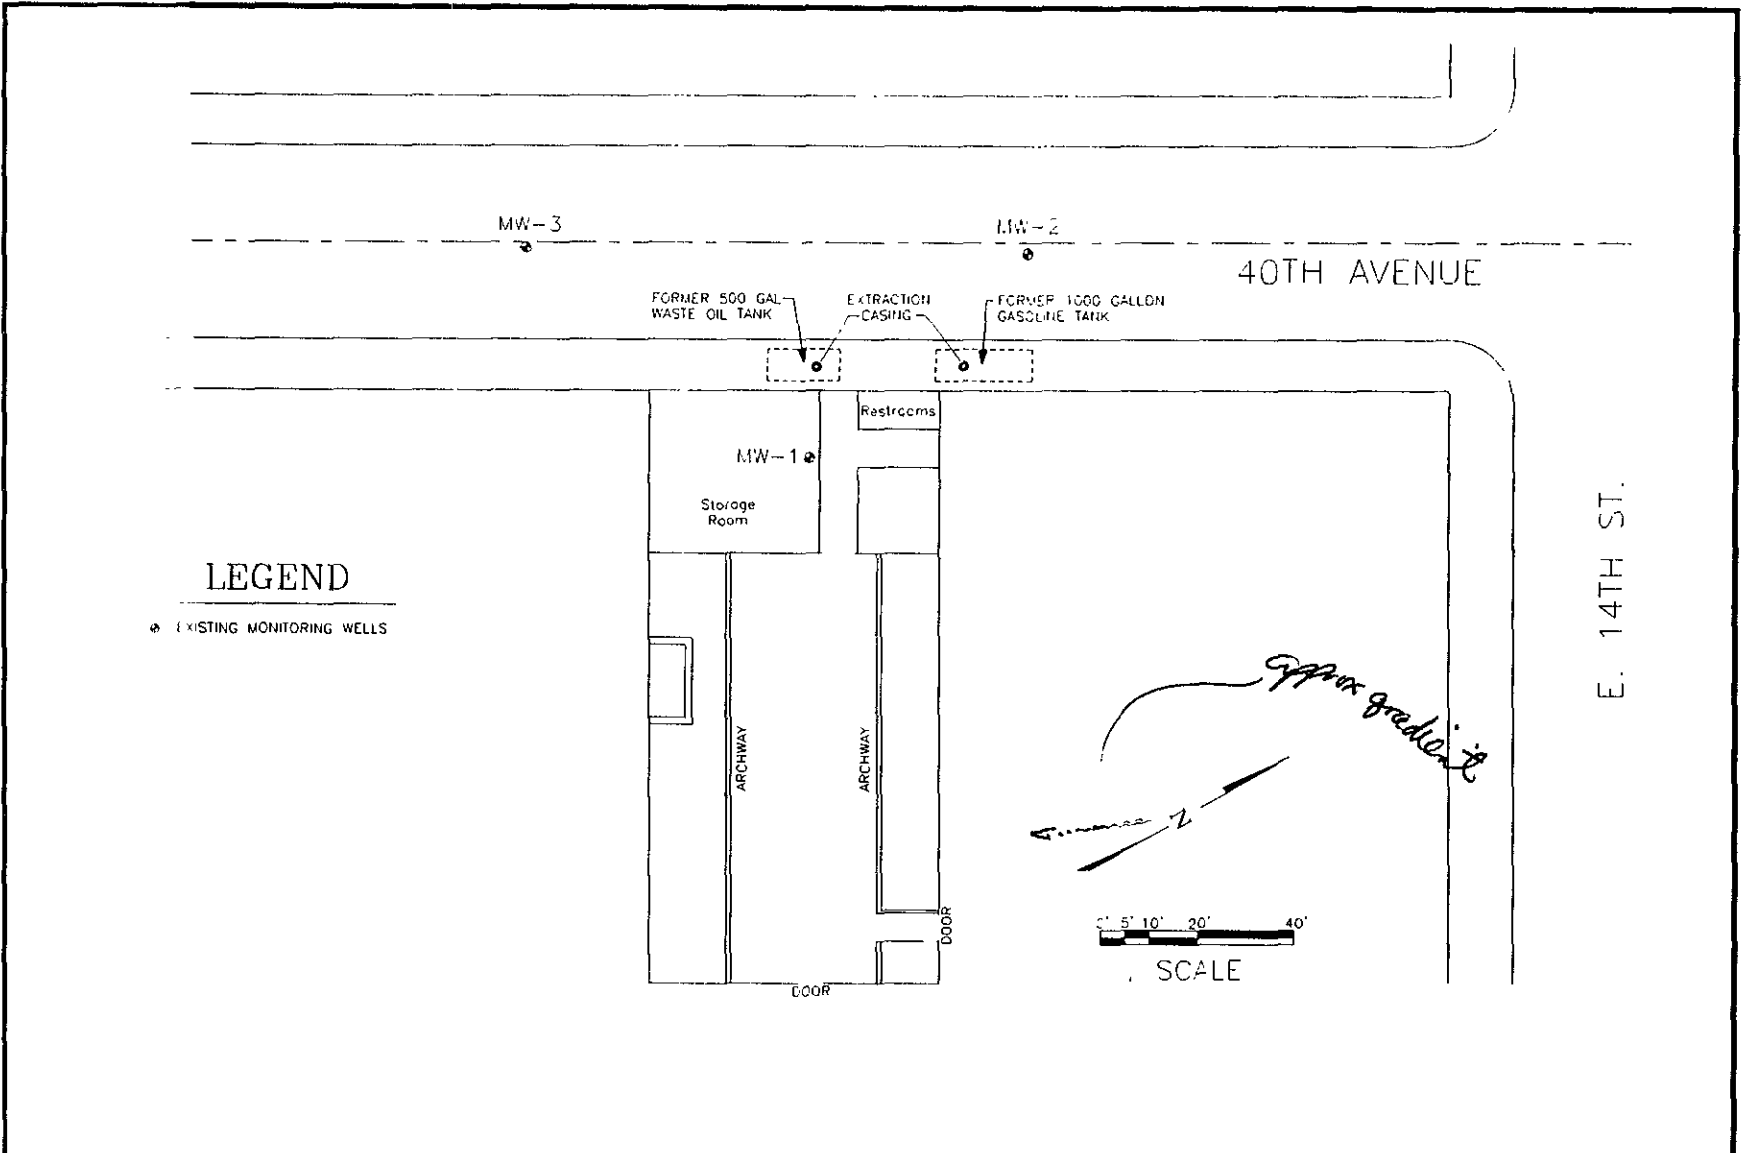 MW-3
MW-2
40TH AVENUE
FORMER 500 GAL
WASTE OIL TANK
EXTRACTION
CASING
FORMER 1000 GALLON
GASOLINE TANK
Restrooms
MW-1
Storage
Room
E. 14TH ST.
LEGEND
EXISTING MONITORING WELLS
approx gradient
ARCHWAY
ARCHWAY
N
DOOR
0' 5' 10' 20' 40'
SCALE
DOOR